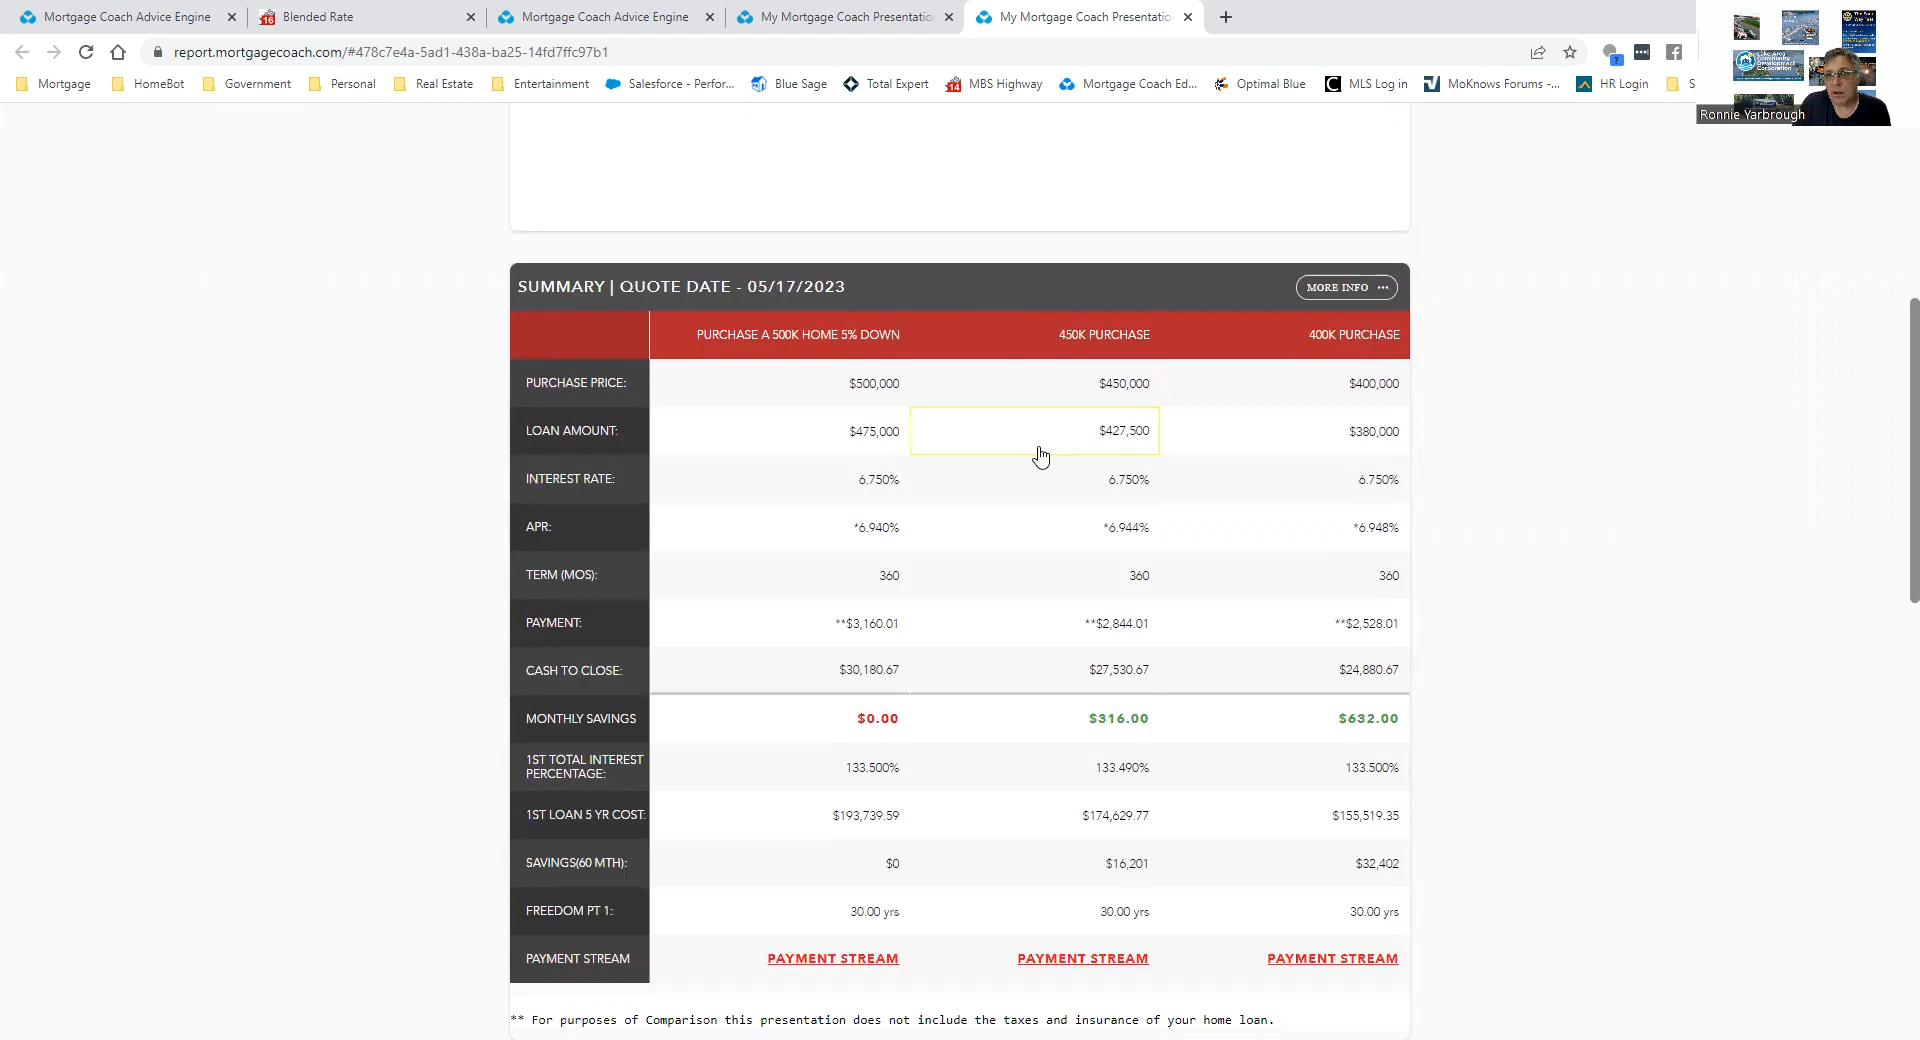 Mortgage Coach Advice Engine
Blended Rate
Mortgage Coach Advice Engine
My Mortgage Coach Presentatio
My Mortgage Coach Presentatio
report.mortgagecoach.com/#478c7e4a-5ad1-438a-ba25-14fd7ffc97b1
Mortgage HomeBot Government Personal Real Estate Entertainment Salesforce - Perfor... Blue Sage Total Expert MBS Highway Mortgage Coach Ed... Optimal Blue MLS Log in MoKnows Forums -... HR Login S
Ronnie Yarbrough
SUMMARY | QUOTE DATE - 05/17/2023 MORE INFO ···
PURCHASE A 500K HOME 5% DOWN 450K PURCHASE 400K PURCHASE
PURCHASE PRICE: $500,000 $450,000 $400,000
LOAN AMOUNT: $475,000 $427,500 $380,000
INTEREST RATE: 6.750% 6.750% 6.750%
APR: *6.940% *6.944% *6.948%
TERM (MOS): 360 360 360
PAYMENT: **$3,160.01 **$2,844.01 **$2,528.01
CASH TO CLOSE: $30,180.67 $27,530.67 $24,880.67
MONTHLY SAVINGS $0.00 $316.00 $632.00
1ST TOTAL INTEREST
PERCENTAGE: 133.500% 133.490% 133.500%
1ST LOAN 5 YR COST: $193,739.59 $174,629.77 $155,519.35
SAVINGS(60 MTH): $0 $16,201 $32,402
FREEDOM PT 1: 30.00 yrs 30.00 yrs 30.00 yrs
PAYMENT STREAM PAYMENT STREAM PAYMENT STREAM PAYMENT STREAM
** For purposes of Comparison this presentation does not include the taxes and insurance of your home loan.